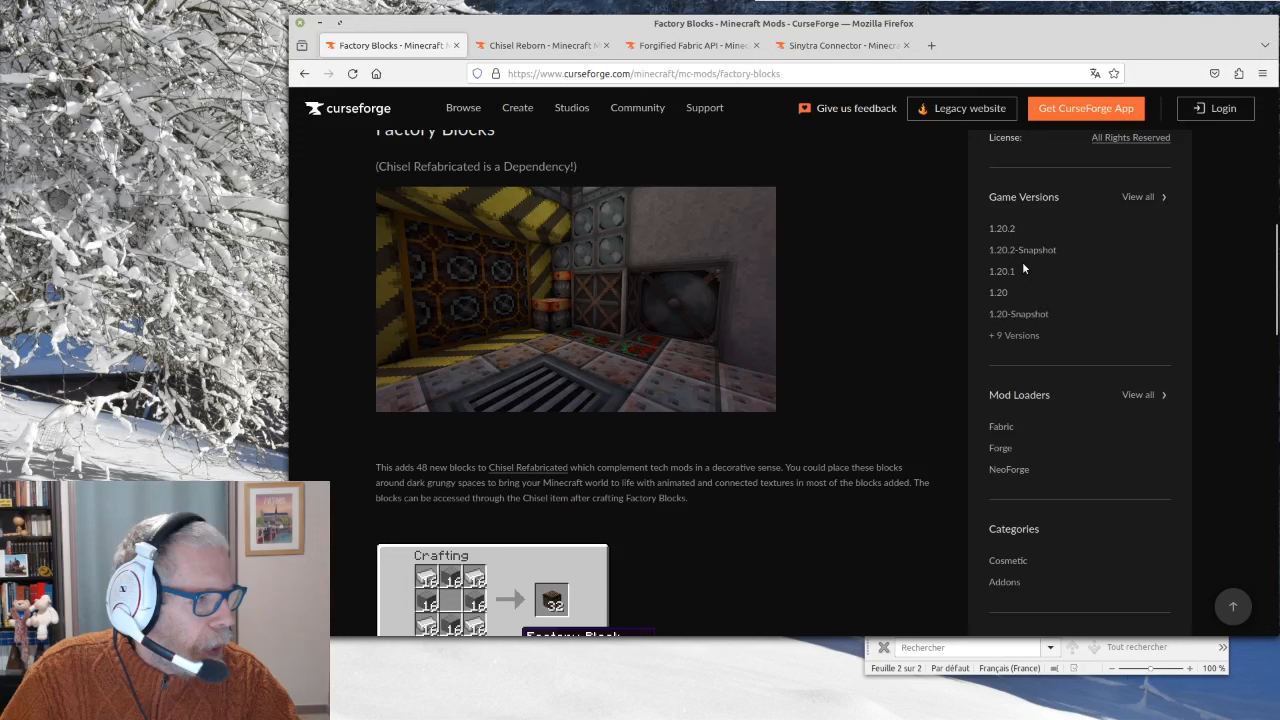 Factory Blocks - Minecraft Mods - CurseForge — Mozilla Firefox
Factory Blocks - Minecraft M
Chisel Reborn - Minecraft M
Forgified Fabric API - Minec
Sinytra Connector - Minecra
https://www.curseforge.com/minecraft/mc-mods/factory-blocks
curseforge
Browse
Create
Studios
Community
Support
Give us feedback
Legacy website
Get CurseForge App
Login
Factory Blocks
(Chisel Refabricated is a Dependency!)
This adds 48 new blocks to Chisel Refabricated which complement tech mods in a decorative sense. You could place these blocks
around dark grungy spaces to bring your Minecraft world to life with animated and connected textures in most of the blocks added. The
blocks can be accessed through the Chisel item after crafting Factory Blocks.
Crafting
16 16 16
16 16
32
16 16 16
Factory Block
License:
All Rights Reserved
Game Versions
View all
1.20.2
1.20.2-Snapshot
1.20.1
1.20
1.20-Snapshot
+ 9 Versions
Mod Loaders
View all
Fabric
Forge
NeoForge
Categories
Cosmetic
Addons
Rechercher
Tout rechercher
Feuille 2 sur 2
Par défaut
Français (France)
100 %